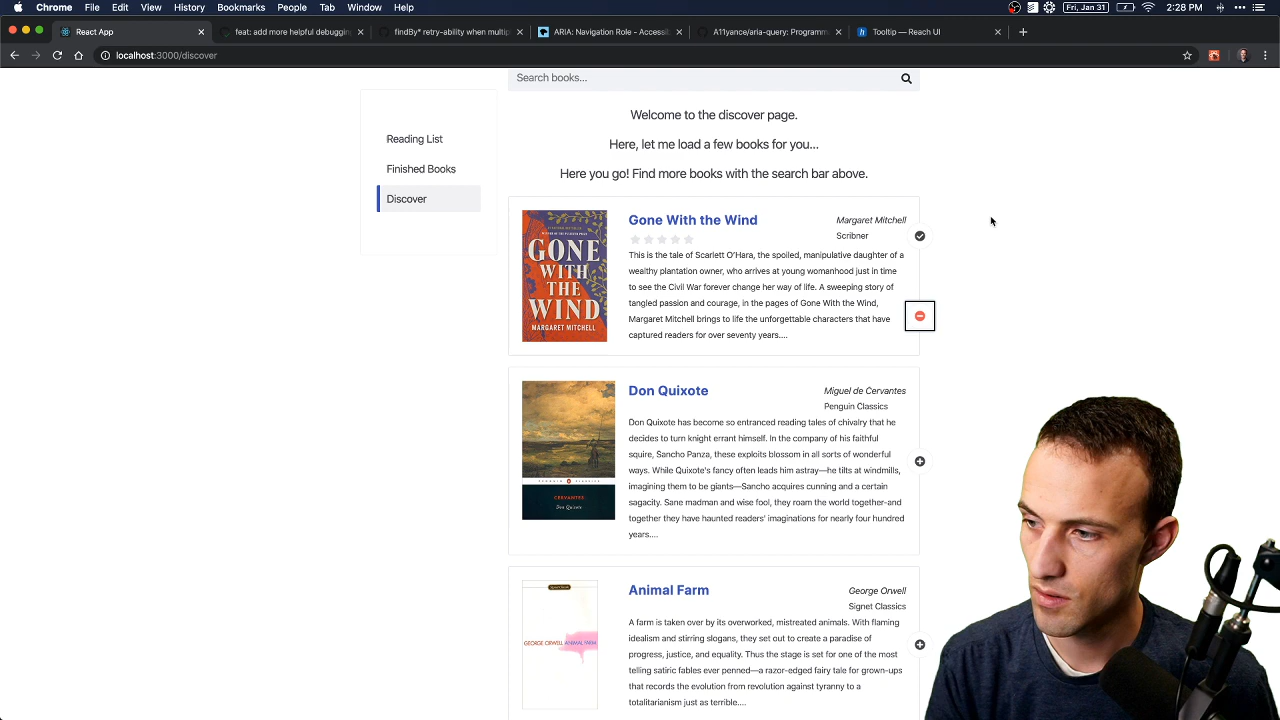 Chrome File Edit View History Bookmarks People Tab Window Help Fri, Jan 31 2:28 PM
React App feat: add more helpful debugging findBy* retry-ability when multip ARIA: Navigation Role - Accessi A11yance/aria-query: Programm Tooltip – Reach UI
localhost:3000/discover
Search books...
Reading List
Finished Books
Discover
Welcome to the discover page.
Here, let me load a few books for you...
Here you go! Find more books with the search bar above.
GONE
WITH
THE
WIND
MARGARET MITCHELL
Gone With the Wind
Margaret Mitchell
Scribner
This is the tale of Scarlett O'Hara, the spoiled, manipulative daughter of a
wealthy plantation owner, who arrives at young womanhood just in time
to see the Civil War forever change her way of life. A sweeping story of
tangled passion and courage, in the pages of Gone With the Wind,
Margaret Mitchell brings to life the unforgettable characters that have
captured readers for over seventy years....
CERVANTES
Don Quixote
Don Quixote
Miguel de Cervantes
Penguin Classics
Don Quixote has become so entranced reading tales of chivalry that he
decides to turn knight errant himself. In the company of his faithful
squire, Sancho Panza, these exploits blossom in all sorts of wonderful
ways. While Quixote's fancy often leads him astray—he tilts at windmills,
imagining them to be giants—Sancho acquires cunning and a certain
sagacity. Sane madman and wise fool, they roam the world together-and
together they have haunted readers' imaginations for nearly four hundred
years....
GEORGE ORWELL ANIMAL FARM
Animal Farm
George Orwell
Signet Classics
A farm is taken over by its overworked, mistreated animals. With flaming
idealism and stirring slogans, they set out to create a paradise of
progress, justice, and equality. Thus the stage is set for one of the most
telling satiric fables ever penned—a razor-edged fairy tale for grown-ups
that records the evolution from revolution against tyranny to a
totalitarianism just as terrible....